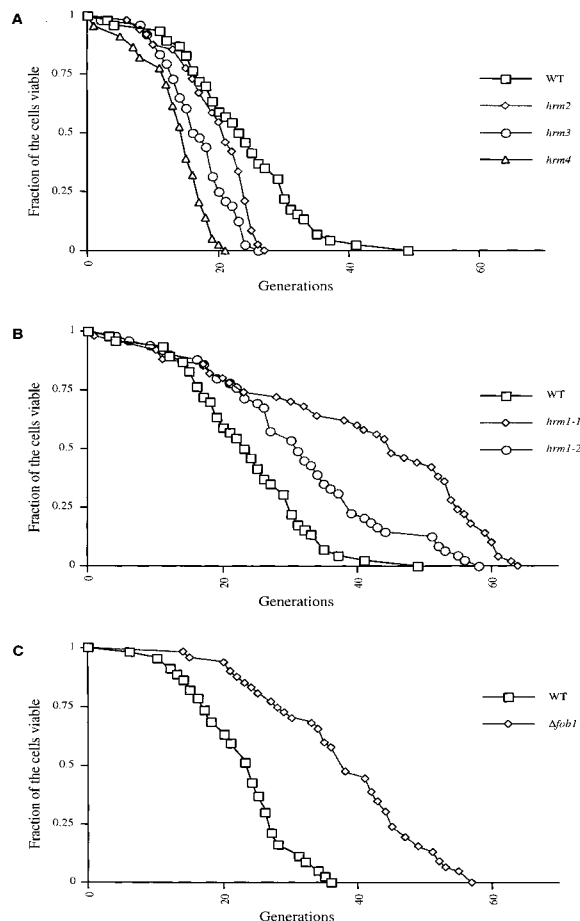 A
Fraction of the cells viable
1
0.75
0.5
0.25
0
0
20
40
60
Generations
WT
hrm2
hrm3
hrm4
B
Fraction of the cells viable
1
0.75
0.5
0.25
0
0
20
40
60
Generations
WT
hrm1-1
hrm1-2
C
Fraction of the cells viable
1
0.75
0.5
0.25
0
0
20
40
60
Generations
WT
Δfob1